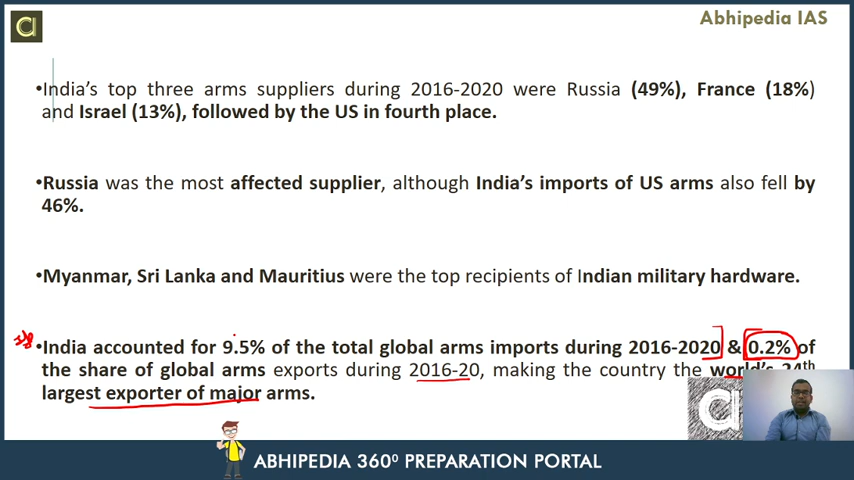 Abhipedia IAS
•India's top three arms suppliers during 2016-2020 were Russia (49%), France (18%)
and Israel (13%), followed by the US in fourth place.
•Russia was the most affected supplier, although India's imports of US arms also fell by
46%.
•Myanmar, Sri Lanka and Mauritius were the top recipients of Indian military hardware.
•India accounted for 9.5% of the total global arms imports during 2016-2020 & 0.2% of
the share of global arms exports during 2016-20, making the country the world's 24th
largest exporter of major arms.
ABHIPEDIA 360⁰ PREPARATION PORTAL